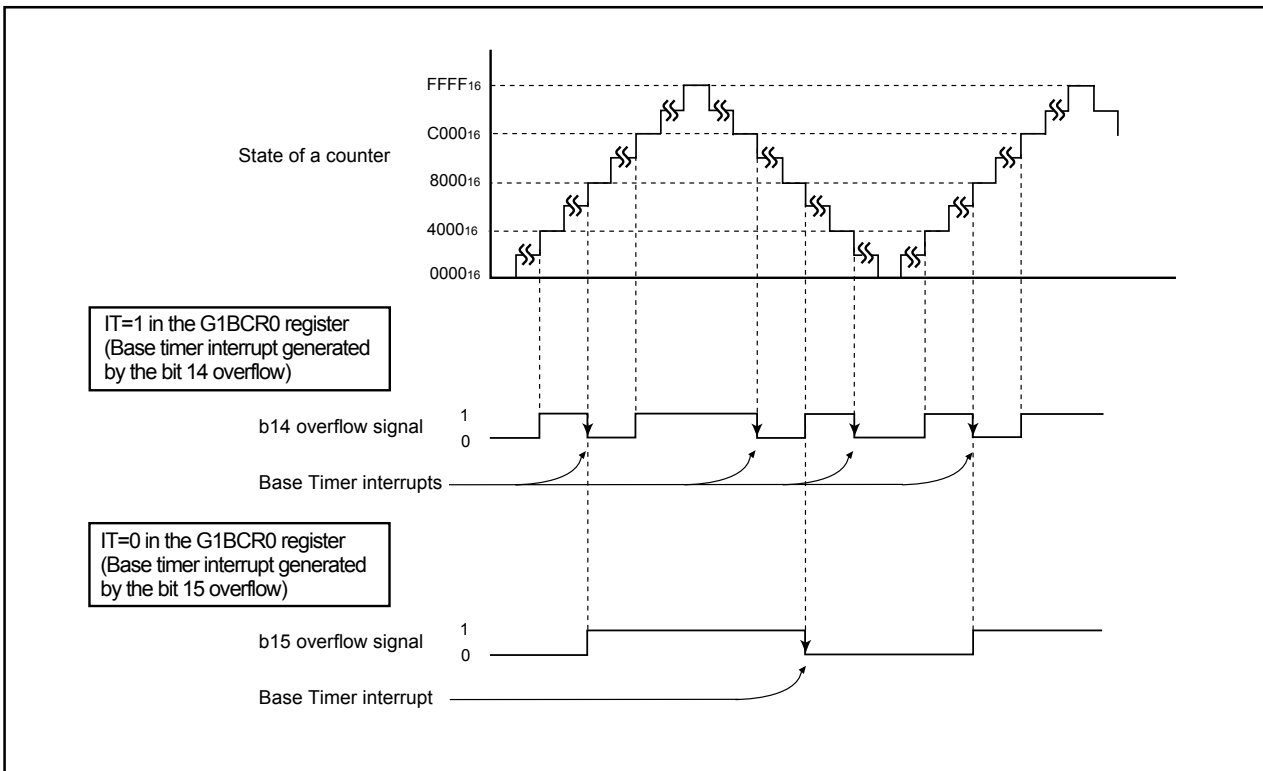 FFFF16
C00016
State of a counter
800016
400016
000016
IT=1 in the G1BCR0 register
(Base timer interrupt generated
by the bit 14 overflow)
b14 overflow signal
1
0
Base Timer interrupts
IT=0 in the G1BCR0 register
(Base timer interrupt generated
by the bit 15 overflow)
b15 overflow signal
1
0
Base Timer interrupt